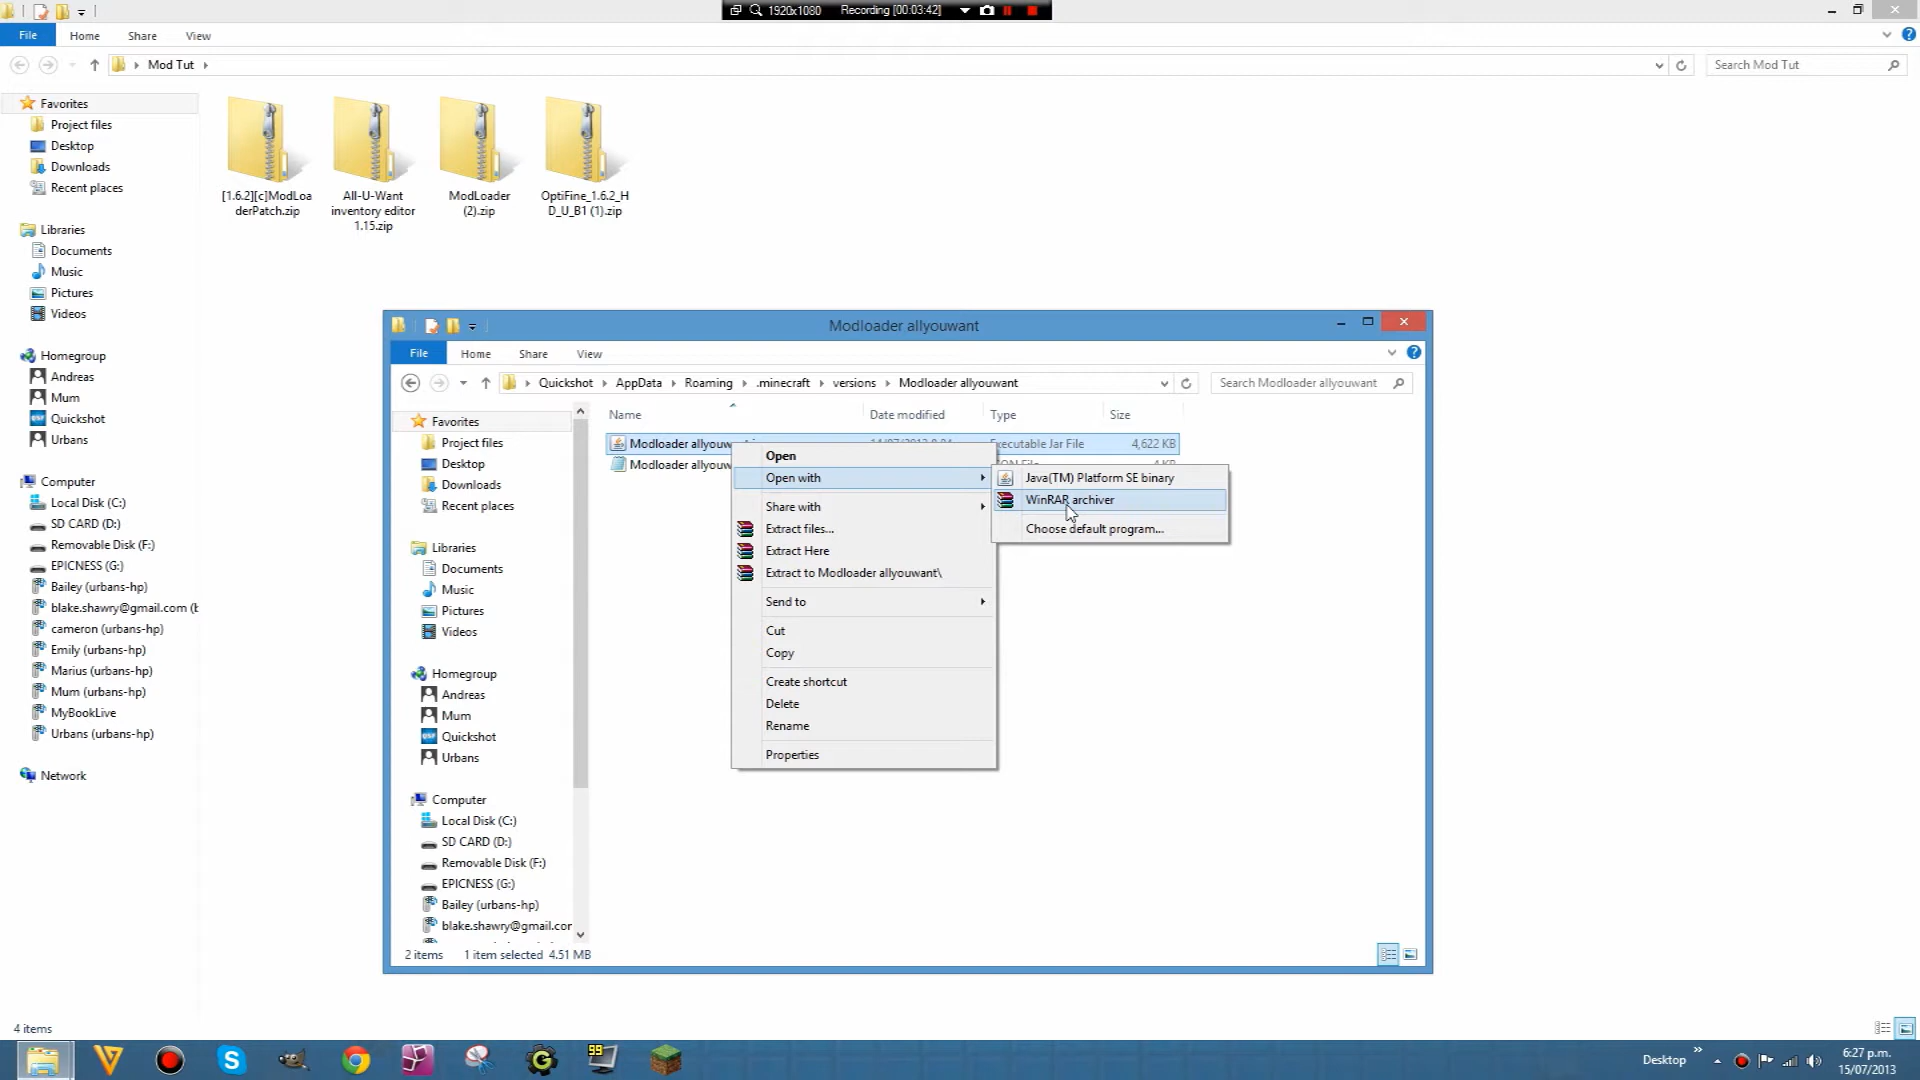 1920x1080 Recording [00:03:42]
File Home Share View
Mod Tut
Search Mod Tut
Favorites
Project files
Desktop
Downloads
Recent places
Libraries
Documents
Music
Pictures
Videos
Homegroup
Andreas
Mum
Quickshot
Urbans
Computer
Local Disk (C:)
SD CARD (D:)
Removable Disk (F:)
EPICNESS (G:)
Bailey (urbans-hp)
blake.shawry@gmail.com (b
cameron (urbans-hp)
Emily (urbans-hp)
Marius (urbans-hp)
Mum (urbans-hp)
MyBookLive
Urbans (urbans-hp)
Network
[1.6.2][c]ModLoa
derPatch.zip
All-U-Want
inventory editor
1.15.zip
ModLoader
(2).zip
OptiFine_1.6.2_H
D_U_B1 (1).zip
Modloader allyouwant
File Home Share View
Quickshot AppData Roaming .minecraft versions Modloader allyouwant
Search Modloader allyouwant
Name Date modified Type Size
Modloader allyouw Executable Jar File 4,622 KB
Modloader allyouw
Favorites
Project files
Desktop
Downloads
Recent places
Libraries
Documents
Music
Pictures
Videos
Homegroup
Andreas
Mum
Quickshot
Urbans
Computer
Local Disk (C:)
SD CARD (D:)
Removable Disk (F:)
EPICNESS (G:)
Bailey (urbans-hp)
blake.shawry@gmail.cor
2 items 1 item selected 4.51 MB
Open
Open with
Share with
Extract files...
Extract Here
Extract to Modloader allyouwant\
Send to
Cut
Copy
Create shortcut
Delete
Rename
Properties
Java(TM) Platform SE binary
WinRAR archiver
Choose default program...
4 items
99
Desktop
6:27 p.m.
15/07/2013